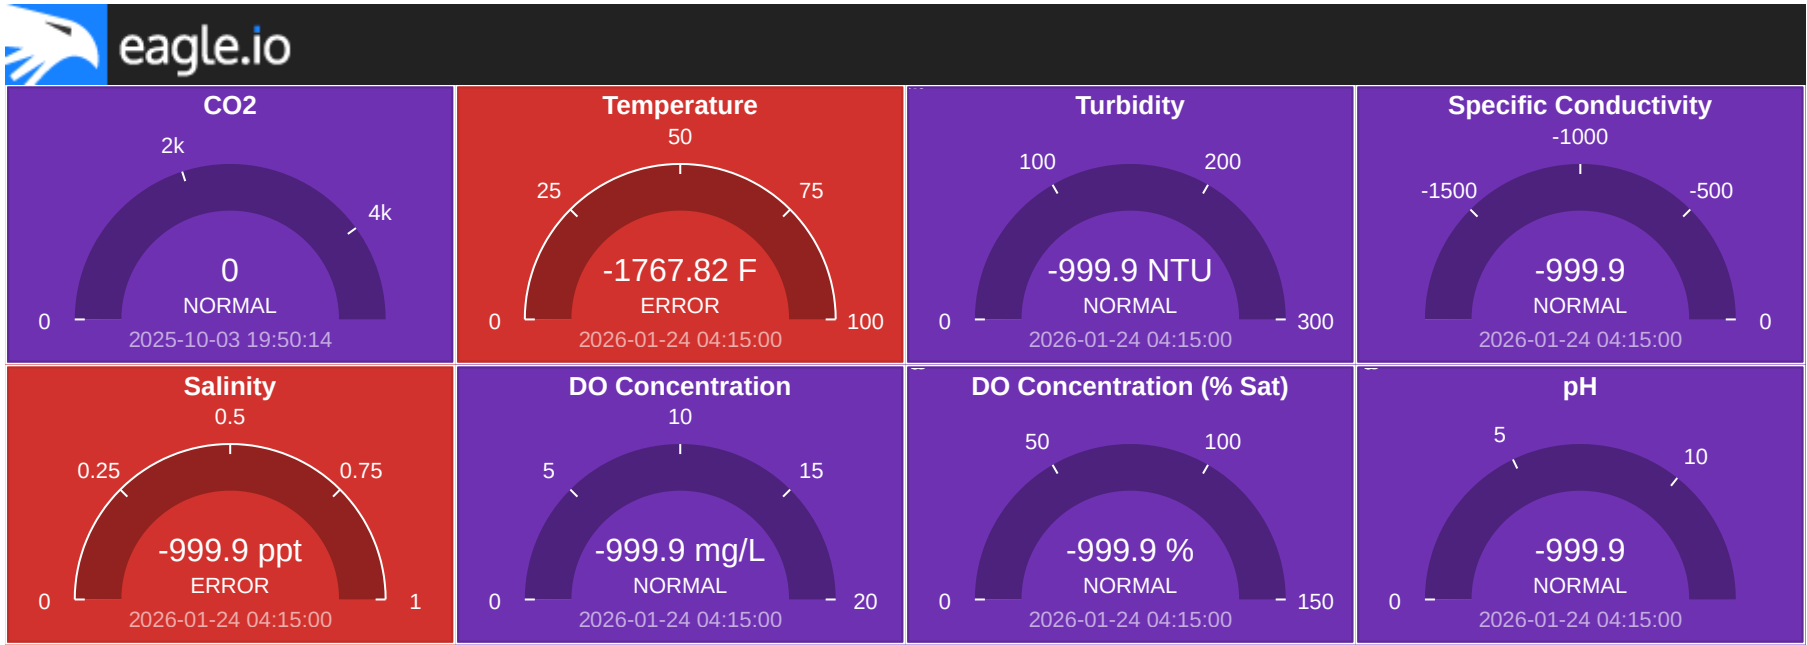 eagle.io
CO2
2k
4k
0
0
NORMAL
2025-10-03 19:50:14
Temperature
50
25
75
-1767.82 F
ERROR
0
100
2026-01-24 04:15:00
Turbidity
100
200
-999.9 NTU
NORMAL
0
300
2026-01-24 04:15:00
Specific Conductivity
-1000
-1500
-500
-999.9
NORMAL
0
2026-01-24 04:15:00
Salinity
0.5
0.25
0.75
-999.9 ppt
ERROR
0
1
2026-01-24 04:15:00
DO Concentration
10
5
15
-999.9 mg/L
NORMAL
0
20
2026-01-24 04:15:00
DO Concentration (% Sat)
50
100
-999.9 %
NORMAL
0
150
2026-01-24 04:15:00
pH
5
10
-999.9
NORMAL
0
2026-01-24 04:15:00